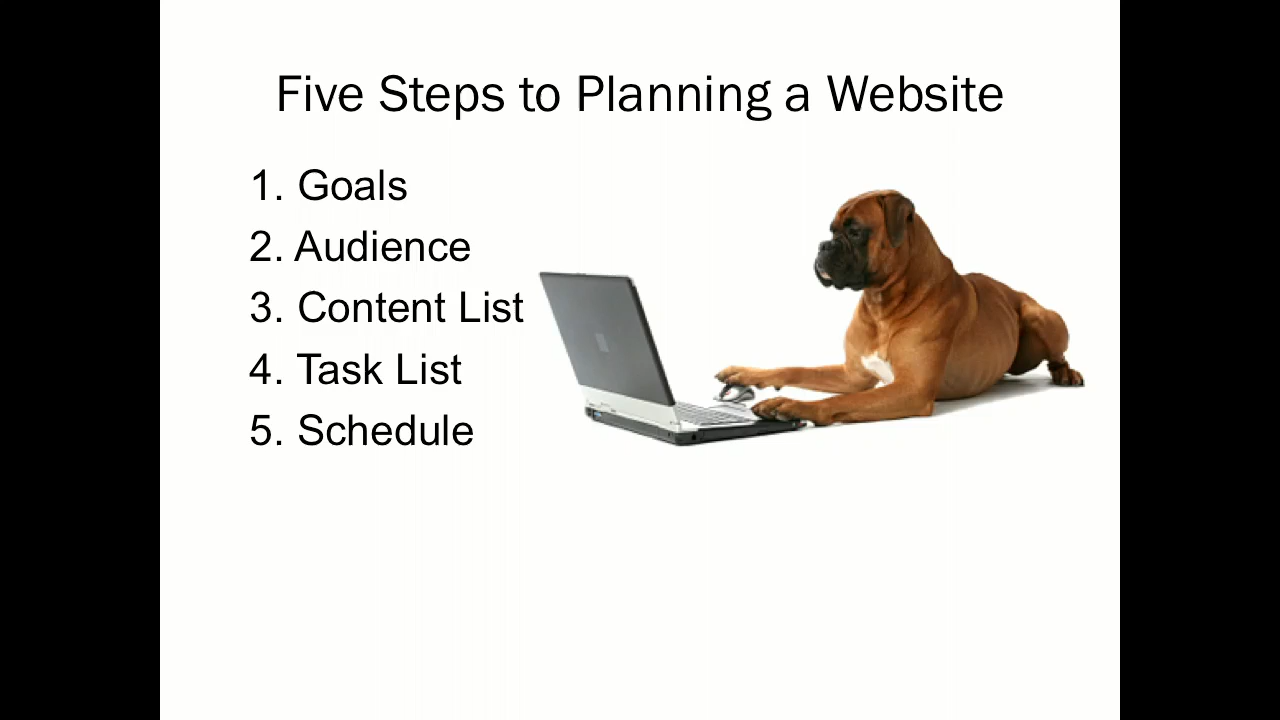 Five Steps to Planning a Website
1. Goals
2. Audience
3. Content List
4. Task List
5. Schedule